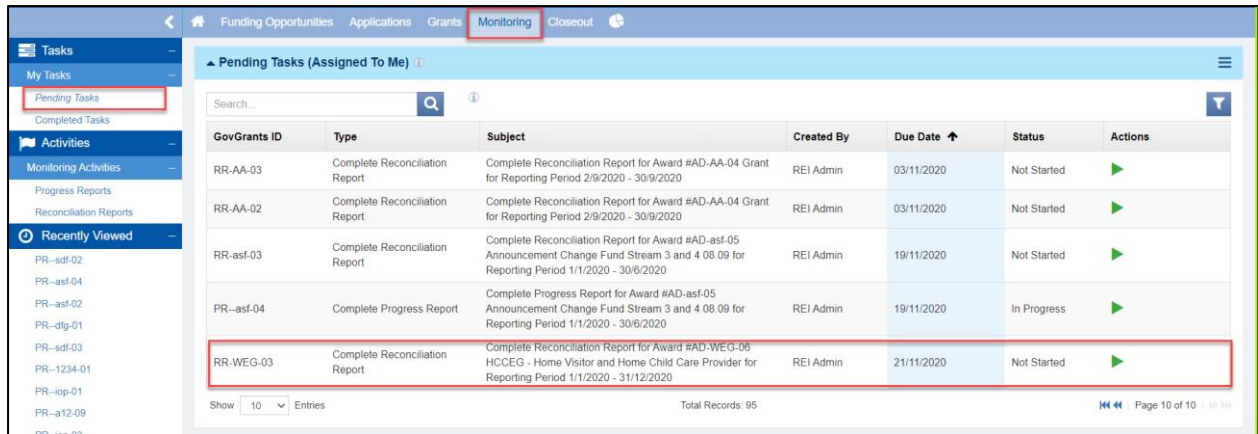 Funding Opportunities Applications Grants Monitoring Closeout
Tasks
My Tasks
Pending Tasks
Completed Tasks
Activities
Monitoring Activities
Progress Reports
Reconciliation Reports
Recently Viewed
PR--sdf-02
PR--asf-04
PR--asf-02
PR--dfg-01
PR--sdf-03
PR--1234-01
PR--iop-01
PR--a12-09
Pending Tasks (Assigned To Me)
Search...
GovGrants ID Type Subject Created By Due Date Status Actions
RR-AA-03 Complete Reconciliation Report Complete Reconciliation Report for Award #AD-AA-04 Grant for Reporting Period 2/9/2020 - 30/9/2020 REI Admin 03/11/2020 Not Started
RR-AA-02 Complete Reconciliation Report Complete Reconciliation Report for Award #AD-AA-04 Grant for Reporting Period 2/9/2020 - 30/9/2020 REI Admin 03/11/2020 Not Started
RR-asf-03 Complete Reconciliation Report Complete Reconciliation Report for Award #AD-asf-05 Announcement Change Fund Stream 3 and 4 08.09 for Reporting Period 1/1/2020 - 30/6/2020 REI Admin 19/11/2020 Not Started
PR--asf-04 Complete Progress Report Complete Progress Report for Award #AD-asf-05 Announcement Change Fund Stream 3 and 4 08.09 for Reporting Period 1/1/2020 - 30/6/2020 REI Admin 19/11/2020 In Progress
RR-WEG-03 Complete Reconciliation Report Complete Reconciliation Report for Award #AD-WEG-06 HCCEG - Home Visitor and Home Child Care Provider for Reporting Period 1/1/2020 - 31/12/2020 REI Admin 21/11/2020 Not Started
Show 10 Entries Total Records: 95 Page 10 of 10